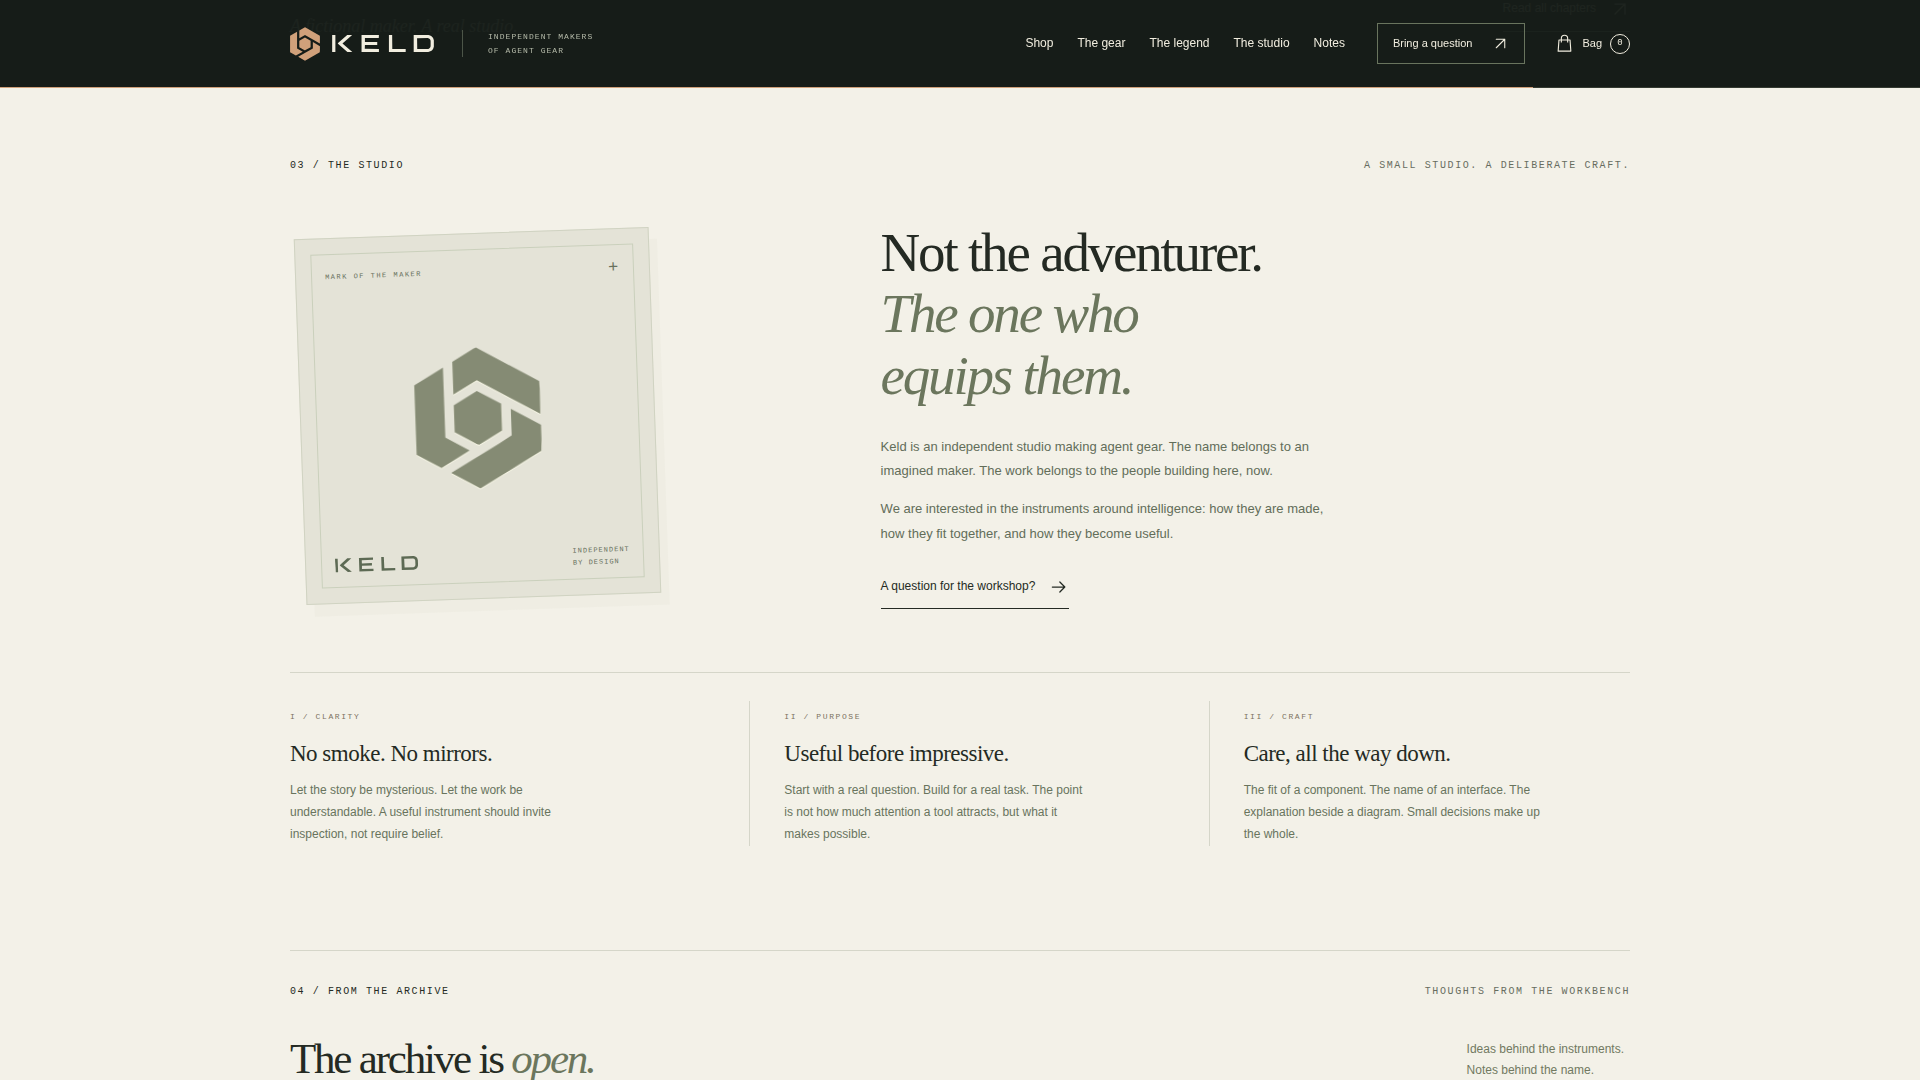 A fictional maker. A real studio.
Read all chapters
KELD
INDEPENDENT MAKERS
OF AGENT GEAR
Shop
The gear
The legend
The studio
Notes
Bring a question
Bag
0
03 / THE STUDIO
A SMALL STUDIO. A DELIBERATE CRAFT.
MARK OF THE MAKER
+
KELD
INDEPENDENT
BY DESIGN
Not the adventurer.
The one who
equips them.
Keld is an independent studio making agent gear. The name belongs to an
imagined maker. The work belongs to the people building here, now.
We are interested in the instruments around intelligence: how they are made,
how they fit together, and how they become useful.
A question for the workshop?
I / CLARITY
No smoke. No mirrors.
Let the story be mysterious. Let the work be
understandable. A useful instrument should invite
inspection, not require belief.
II / PURPOSE
Useful before impressive.
Start with a real question. Build for a real task. The point
is not how much attention a tool attracts, but what it
makes possible.
III / CRAFT
Care, all the way down.
The fit of a component. The name of an interface. The
explanation beside a diagram. Small decisions make up
the whole.
04 / FROM THE ARCHIVE
THOUGHTS FROM THE WORKBENCH
The archive is open.
Ideas behind the instruments.
Notes behind the name.